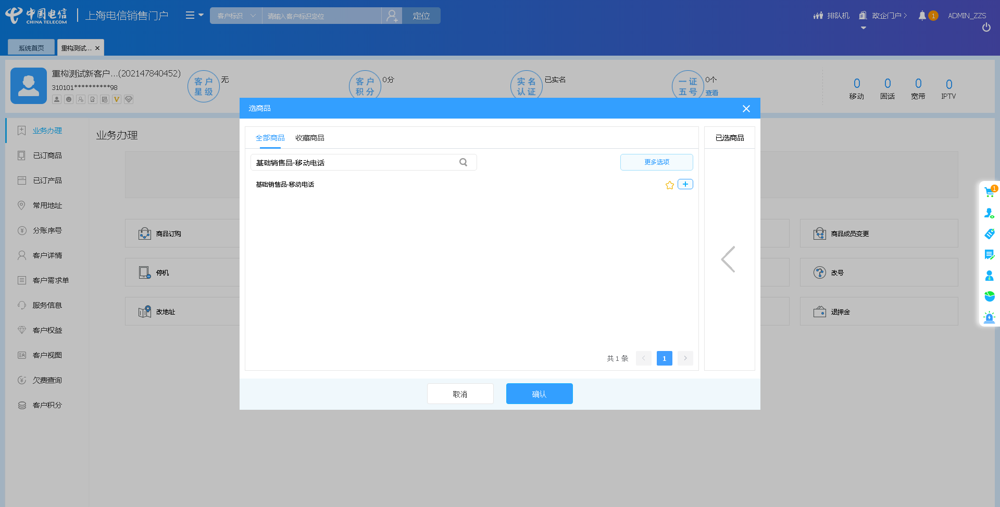 中国电信
CHINA TELECOM
上海电信销售门户
客户标识
请输入客户标识定位
定位
排队机
政企门户
1
ADMIN_ZZS
系统首页
重构测试...
重构测试新客户...(202147840452)
310101**********98
V
客户星级
无
客户积分
0分
实名认证
已实名
一证五号
0个
查看
0
移动
0
固话
0
宽带
0
IPTV
业务办理
已订商品
已订产品
常用地址
分账序号
客户详情
客户需求单
服务信息
客户权益
客户视图
欠费查询
客户积分
业务办理
商品订购
停机
改地址
商品成员变更
改号
退押金
选商品
全部商品
收藏商品
基础销售品-移动电话
更多选项
基础销售品-移动电话
共 1 条
1
已选商品
取消
确认
1